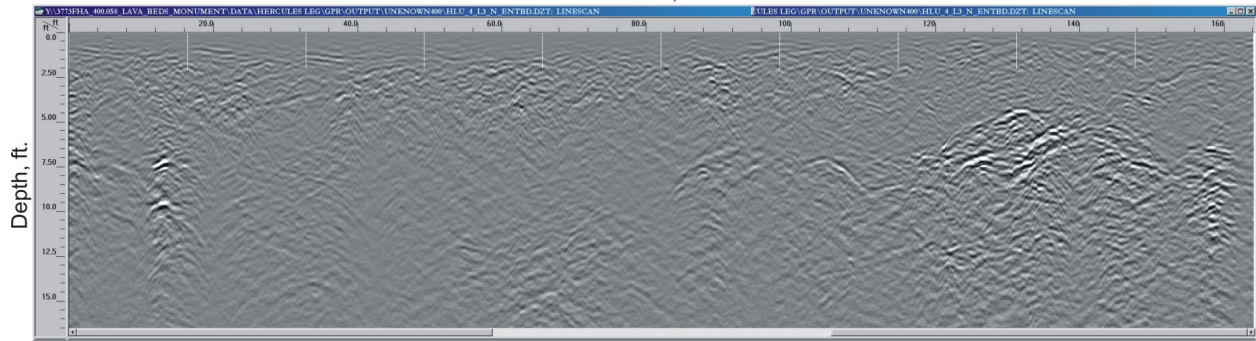 Y:\3773FHA_400.058_LAVA_BEDS_MONUMENT\DATA\HERCULES LEG\GPR\OUTPUT\UNKNOWN400\HLU_4_L3_N_ENTBD.DZT: LINESCAN
ULES LEG\GPR\OUTPUT\UNKNOWN400\HLU_4_L3_N_ENTBD.DZT: LINESCAN
ft ft 20.0 40.0 60.0 80.0 100 120 140 160
0.0
2.50
5.00
7.50
10.0
12.5
15.0
Depth, ft.